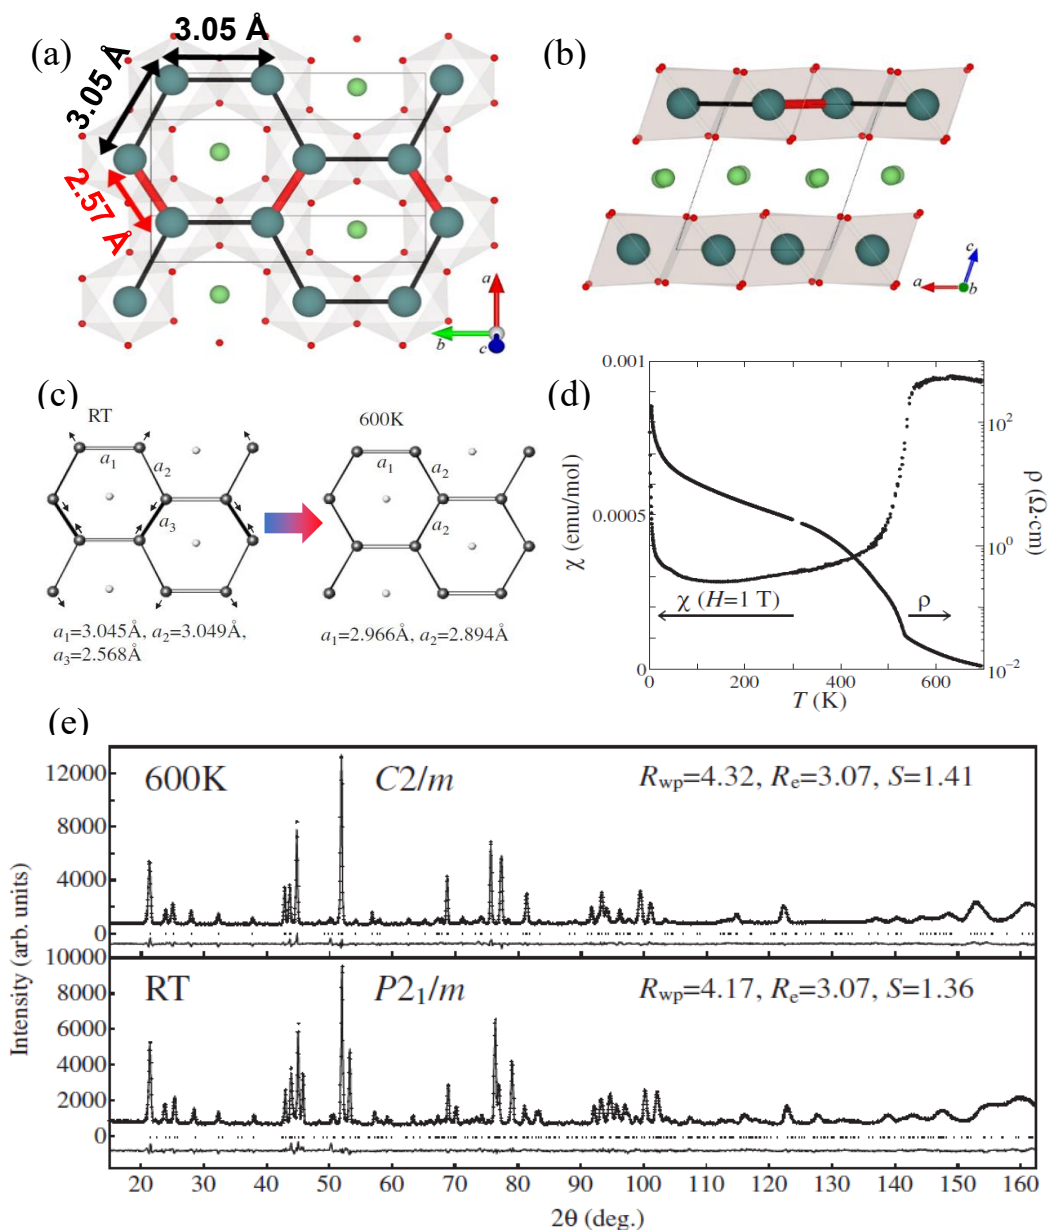 (a)
3.05 Å
3.05 Å
2.57 Å
a
b
c
(b)
c
a
b
(c)
RT
600K
a₁
a₂
a₃
a₁
a₂
a₂
a₁=3.045Å, a₂=3.049Å,
a₃=2.568Å
a₁=2.966Å, a₂=2.894Å
(d)
0.001
0.0005
0
χ (emu/mol)
10²
10⁰
10⁻²
ρ (Ω·cm)
χ (H=1 T)
ρ
0 200 400 600
T (K)
(e)
600K C2/m R_wp=4.32, R_e=3.07, S=1.41
12000
8000
4000
0
RT P2₁/m R_wp=4.17, R_e=3.07, S=1.36
10000
8000
6000
4000
2000
0
Intensity (arb. units)
20 30 40 50 60 70 80 90 100 110 120 130 140 150 160
2θ (deg.)